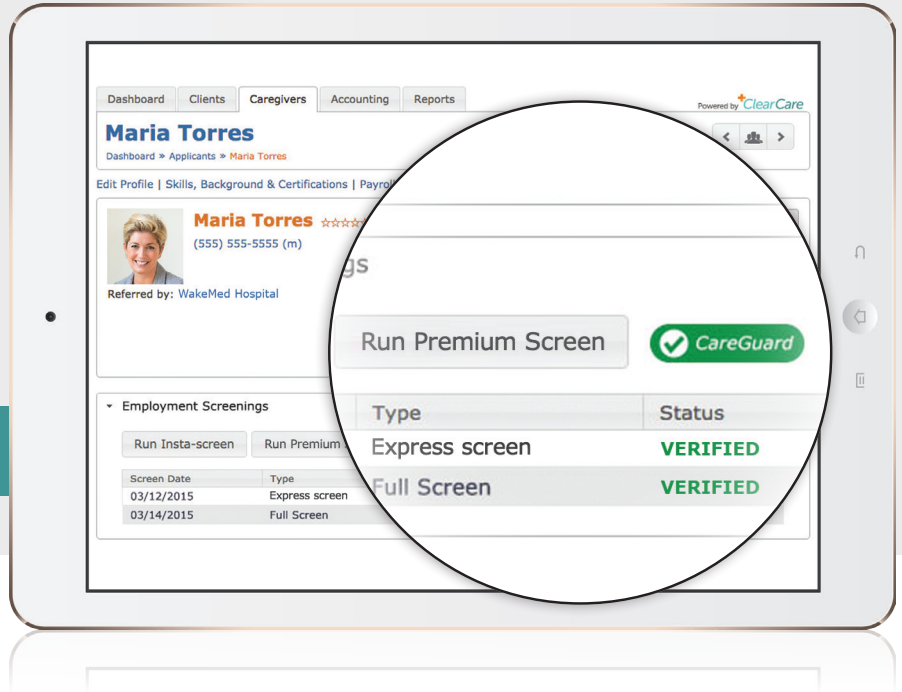 Dashboard Clients Caregivers Accounting Reports
Powered by ClearCare
Maria Torres
Dashboard » Applicants » Maria Torres
Edit Profile | Skills, Background & Certifications |
Maria Torres
(555) 555-5555 (m)
Referred by: WakeMed Hospital
Employment Screenings
Run Insta-screen Run Premium
Screen Date Type
03/12/2015 Express screen
03/14/2015 Full Screen
gs
Run Premium Screen CareGuard
Type Status
Express screen VERIFIED
Full Screen VERIFIED